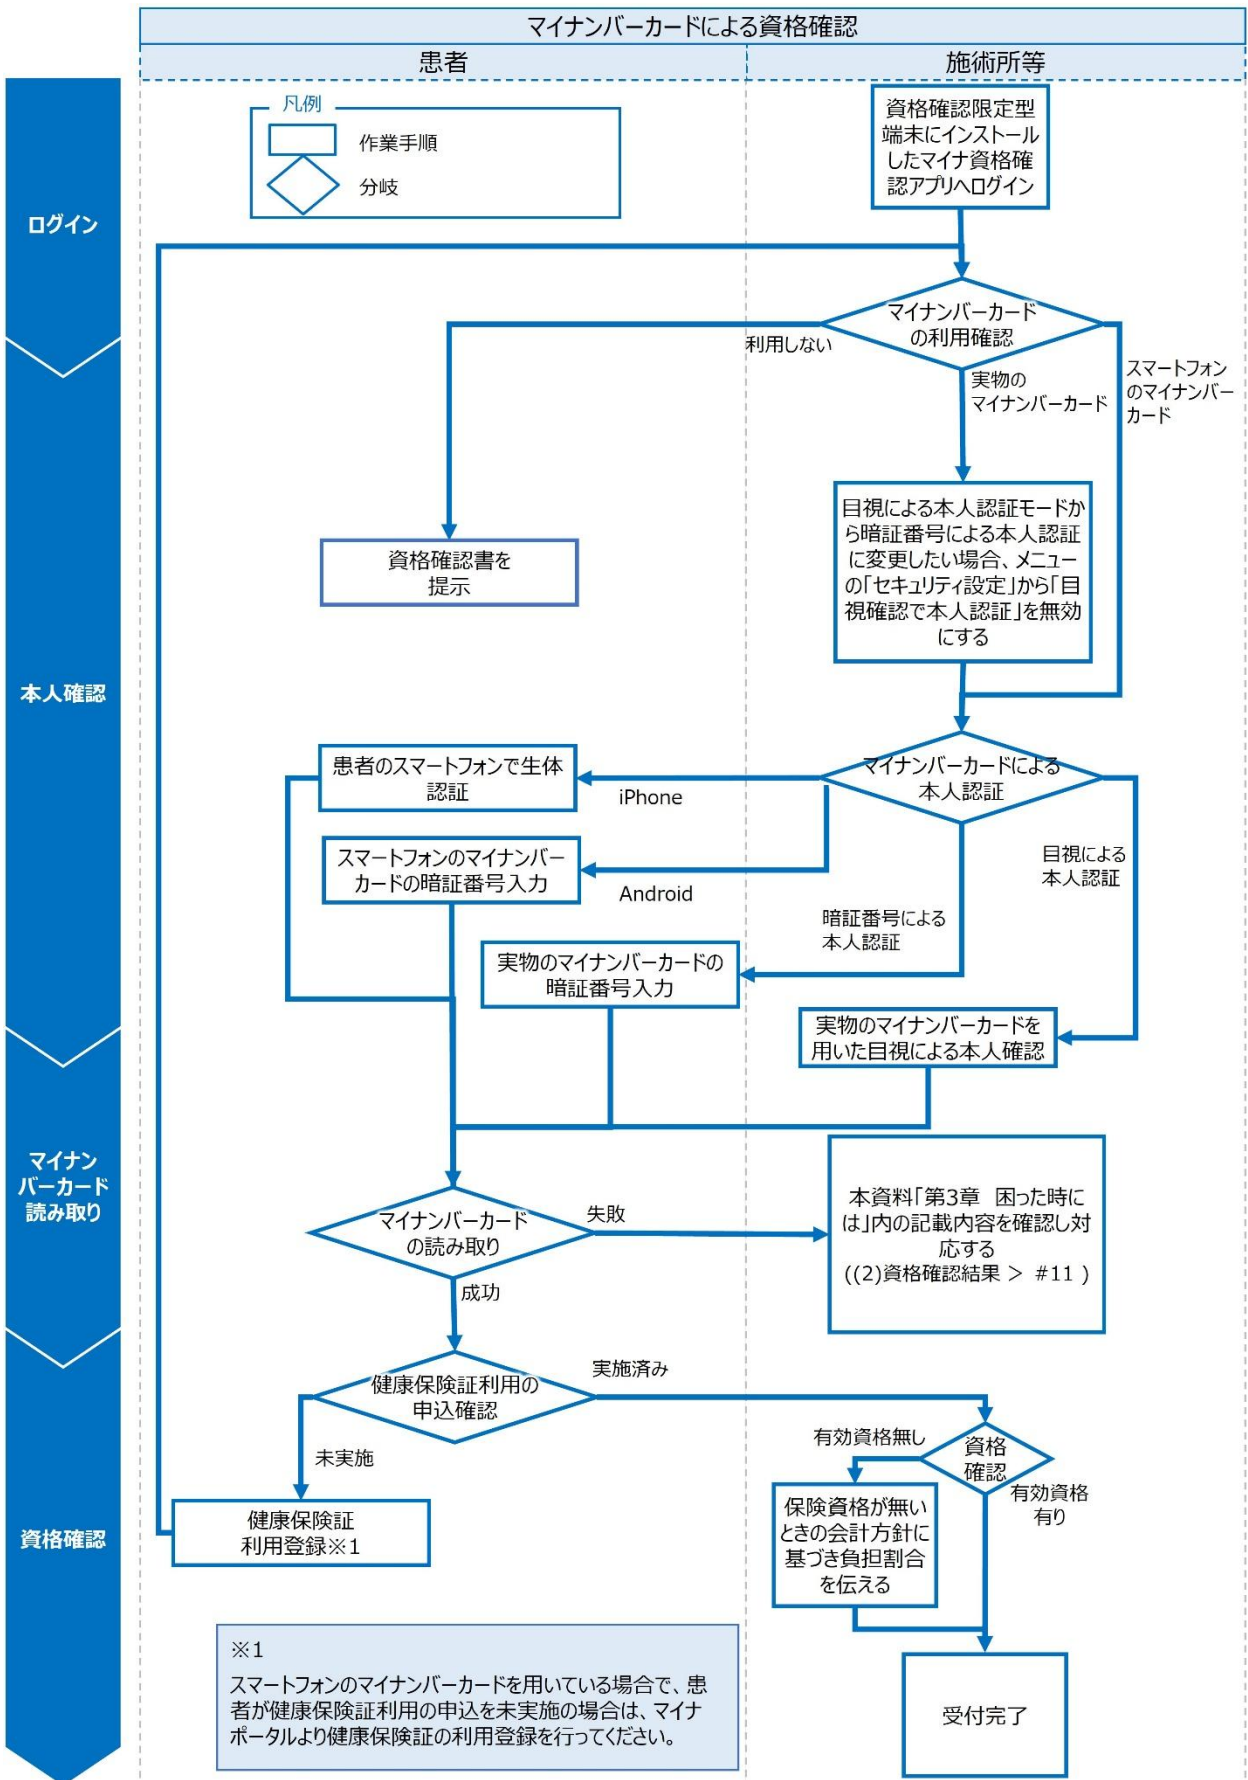 マイナンバーカードによる資格確認
患者
施術所等
ログイン
凡例
作業手順
分岐
資格確認限定型
端末にインストール
したマイナ資格確
認アプリへログイン
マイナンバーカード
の利用確認
利用しない
実物の
マイナンバーカード
スマートフォン
のマイナンバー
カード
本人確認
資格確認書を
提示
目視による本人認証モードか
ら暗証番号による本人認証
に変更したい場合、メニュー
の「セキュリティ設定」から「目
視確認で本人認証」を無効
にする
マイナンバーカードによる
本人認証
患者のスマートフォンで生体
認証
iPhone
スマートフォンのマイナンバー
カードの暗証番号入力
Android
目視による
本人認証
暗証番号による
本人認証
実物のマイナンバーカードの
暗証番号入力
実物のマイナンバーカードを
用いた目視による本人確認
マイナン
バーカード
読み取り
マイナンバーカード
の読み取り
失敗
成功
本資料「第3章 困った時に
は」内の記載内容を確認し対
応する
((2)資格確認結果 > #11 )
資格確認
健康保険証利用の
申込確認
実施済み
未実施
健康保険証
利用登録※1
資格
確認
有効資格無し
有効資格
有り
保険資格が無い
ときの会計方針に
基づき負担割合
を伝える
受付完了
※1
スマートフォンのマイナンバーカードを用いている場合で、患
者が健康保険証利用の申込を未実施の場合は、マイナ
ポータルより健康保険証の利用登録を行ってください。